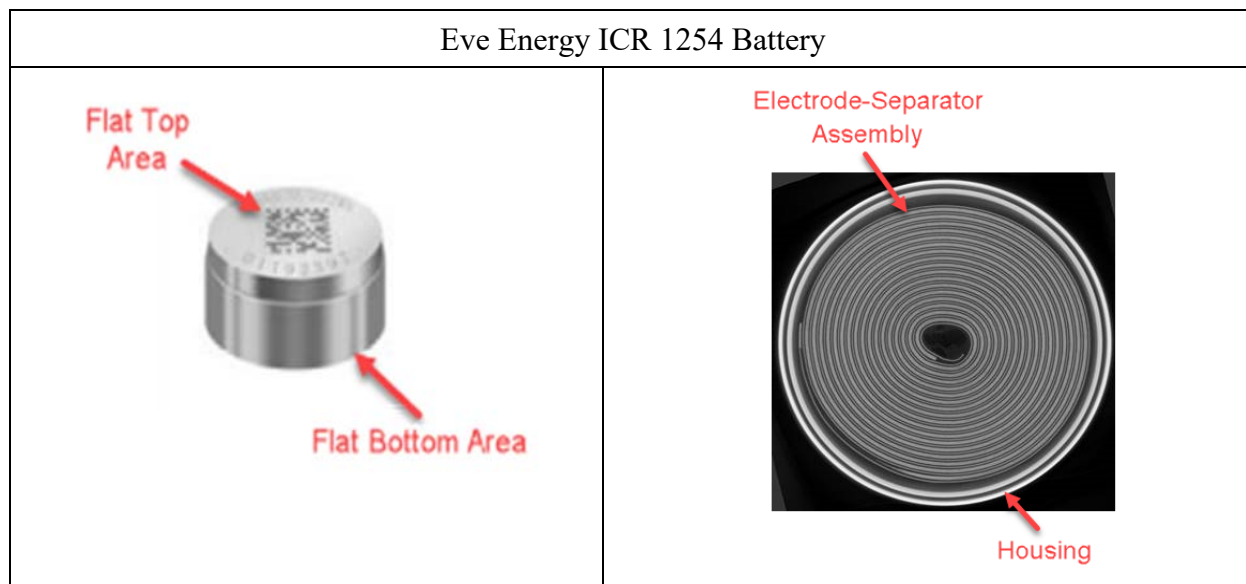 Eve Energy ICR 1254 Battery
Flat Top
Area
Flat Bottom Area
Electrode-Separator
Assembly
Housing